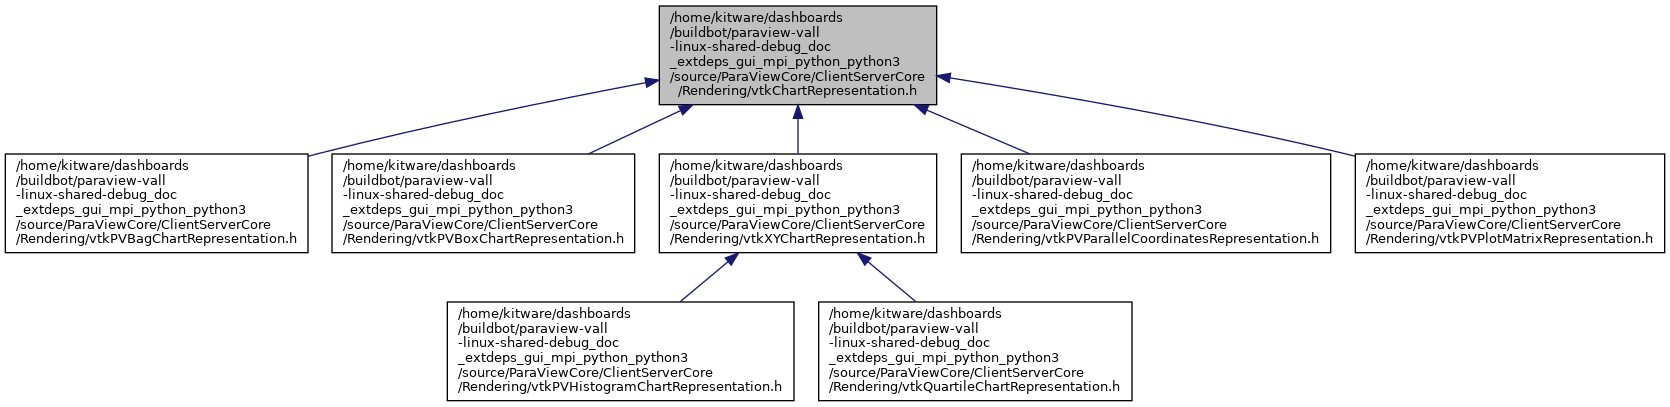 /home/kitware/dashboards
/buildbot/paraview-vall
-linux-shared-debug_doc
_extdeps_gui_mpi_python_python3
/source/ParaViewCore/ClientServerCore
/Rendering/vtkChartRepresentation.h
/home/kitware/dashboards
/buildbot/paraview-vall
-linux-shared-debug_doc
_extdeps_gui_mpi_python_python3
/source/ParaViewCore/ClientServerCore
/Rendering/vtkPVBagChartRepresentation.h
/home/kitware/dashboards
/buildbot/paraview-vall
-linux-shared-debug_doc
_extdeps_gui_mpi_python_python3
/source/ParaViewCore/ClientServerCore
/Rendering/vtkPVBoxChartRepresentation.h
/home/kitware/dashboards
/buildbot/paraview-vall
-linux-shared-debug_doc
_extdeps_gui_mpi_python_python3
/source/ParaViewCore/ClientServerCore
/Rendering/vtkXYChartRepresentation.h
/home/kitware/dashboards
/buildbot/paraview-vall
-linux-shared-debug_doc
_extdeps_gui_mpi_python_python3
/source/ParaViewCore/ClientServerCore
/Rendering/vtkPVParallelCoordinatesRepresentation.h
/home/kitware/dashboards
/buildbot/paraview-vall
-linux-shared-debug_doc
_extdeps_gui_mpi_python_python3
/source/ParaViewCore/ClientServerCore
/Rendering/vtkPVPlotMatrixRepresentation.h
/home/kitware/dashboards
/buildbot/paraview-vall
-linux-shared-debug_doc
_extdeps_gui_mpi_python_python3
/source/ParaViewCore/ClientServerCore
/Rendering/vtkPVHistogramChartRepresentation.h
/home/kitware/dashboards
/buildbot/paraview-vall
-linux-shared-debug_doc
_extdeps_gui_mpi_python_python3
/source/ParaViewCore/ClientServerCore
/Rendering/vtkQuartileChartRepresentation.h